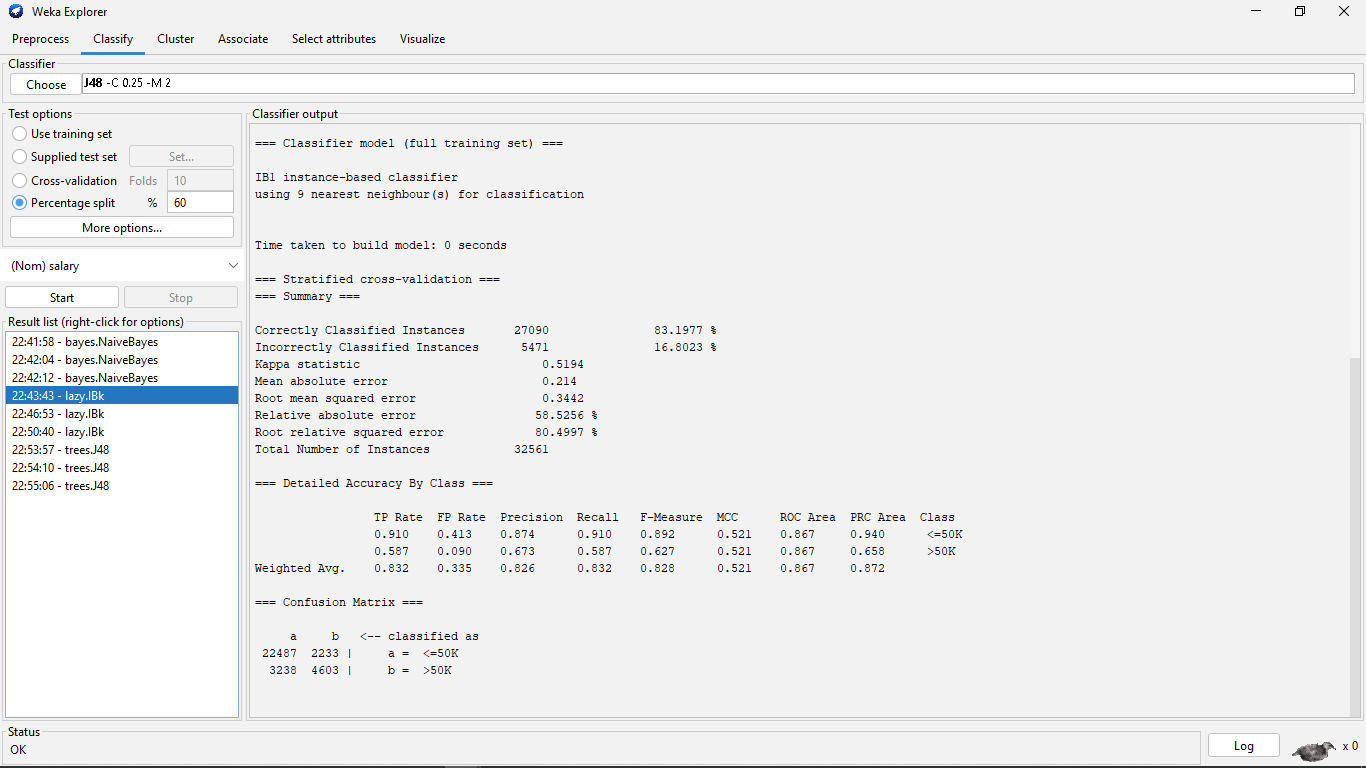 Weka Explorer
Preprocess Classify Cluster Associate Select attributes Visualize
Classifier
Choose J48 -C 0.25 -M 2
Test options
Use training set
Supplied test set Set...
Cross-validation Folds 10
Percentage split % 60
More options...
(Nom) salary
Start Stop
Result list (right-click for options)
22:41:58 - bayes.NaiveBayes
22:42:04 - bayes.NaiveBayes
22:42:12 - bayes.NaiveBayes
22:43:43 - lazy.IBk
22:46:53 - lazy.IBk
22:50:40 - lazy.IBk
22:53:57 - trees.J48
22:54:10 - trees.J48
22:55:06 - trees.J48
Classifier output
=== Classifier model (full training set) ===
IB1 instance-based classifier
using 9 nearest neighbour(s) for classification
Time taken to build model: 0 seconds
=== Stratified cross-validation ===
=== Summary ===
Correctly Classified Instances 27090 83.1977 %
Incorrectly Classified Instances 5471 16.8023 %
Kappa statistic 0.5194
Mean absolute error 0.214
Root mean squared error 0.3442
Relative absolute error 58.5256 %
Root relative squared error 80.4997 %
Total Number of Instances 32561
=== Detailed Accuracy By Class ===
TP Rate FP Rate Precision Recall F-Measure MCC ROC Area PRC Area Class
0.910 0.413 0.874 0.910 0.892 0.521 0.867 0.940 <=50K
0.587 0.090 0.673 0.587 0.627 0.521 0.867 0.658 >50K
Weighted Avg. 0.832 0.335 0.826 0.832 0.828 0.521 0.867 0.872
=== Confusion Matrix ===
a b <-- classified as
22487 2233 | a = <=50K
3238 4603 | b = >50K
Status
OK
Log x 0